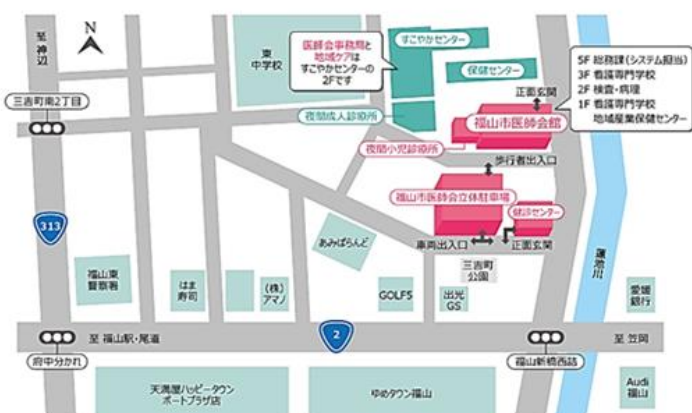 至 神辺
N
東
中学校
医師会事務局と
地域ケアは
すこやかセンターの
2Fです
すこやかセンター
保健センター
正面玄関
5F 総務課(システム担当)
3F 看護専門学校
2F 検査・病理
1F 看護専門学校
地域産業保健センター
三吉町南2丁目
夜間成人診療所
福山市医師会館
夜間小児診療所
歩行者出入口
福山市医師会立体駐車場
健診センター
313
あみぱらんど
車両出入口
正面玄関
蓮池川
福山東
警察署
はま
寿司
(株)
アマノ
GOLF5
三吉町
公園
出光
GS
愛媛
銀行
至 福山駅・尾道
2
至 笠岡
府中分かれ
福山新橋西詰
天満屋ハッピータウン
ポートプラザ店
ゆめタウン福山
Audi
福山